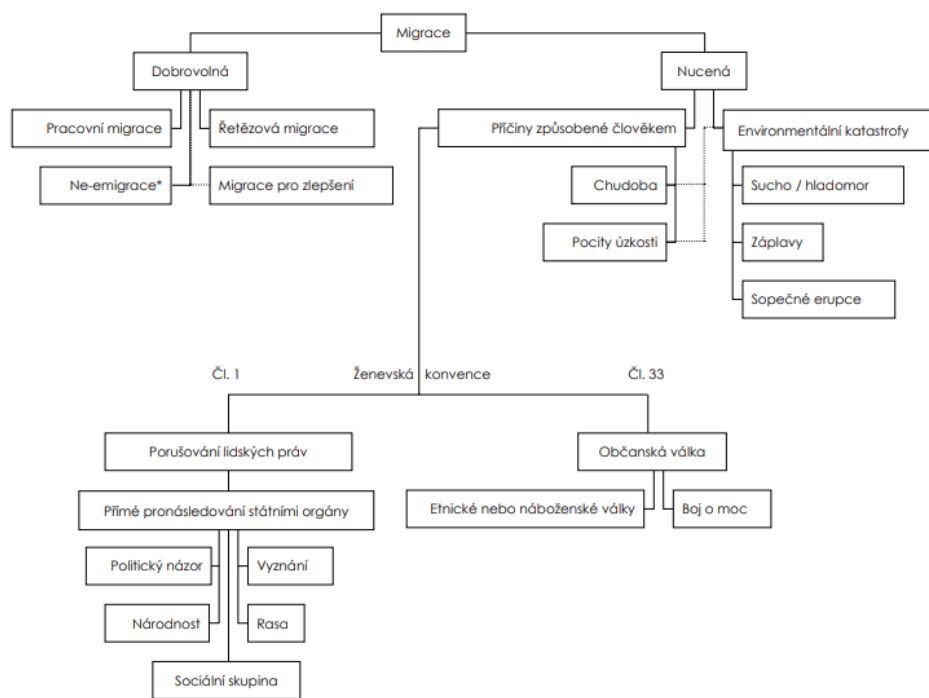 Migrace
Dobrovolná
Nucená
Pracovní migrace
Řetězová migrace
Příčiny způsobené člověkem
Environmentální katastrofy
Ne-emigrace*
Migrace pro zlepšení
Chudoba
Sucho / hladomor
Pocity úzkosti
Záplavy
Sopečné erupce
Čl. 1
Ženevská konvence
Čl. 33
Porušování lidských práv
Občanská válka
Přímé pronásledování státními orgány
Etnické nebo náboženské války
Boj o moc
Politický názor
Vyznání
Národnost
Rasa
Sociální skupina